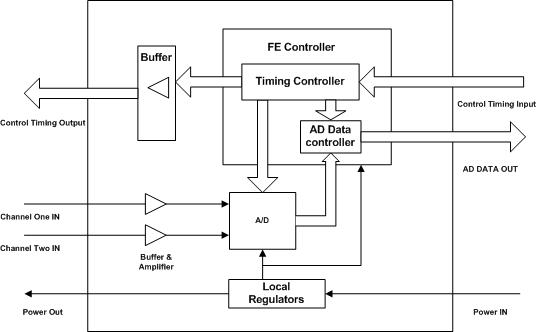 FE Controller
Buffer
Timing Controller
Control Timing Input
Control Timing Output
AD Data
controller
AD DATA OUT
Channel One IN
A/D
Channel Two IN
Buffer &
Amplifier
Local
Regulators
Power Out
Power IN